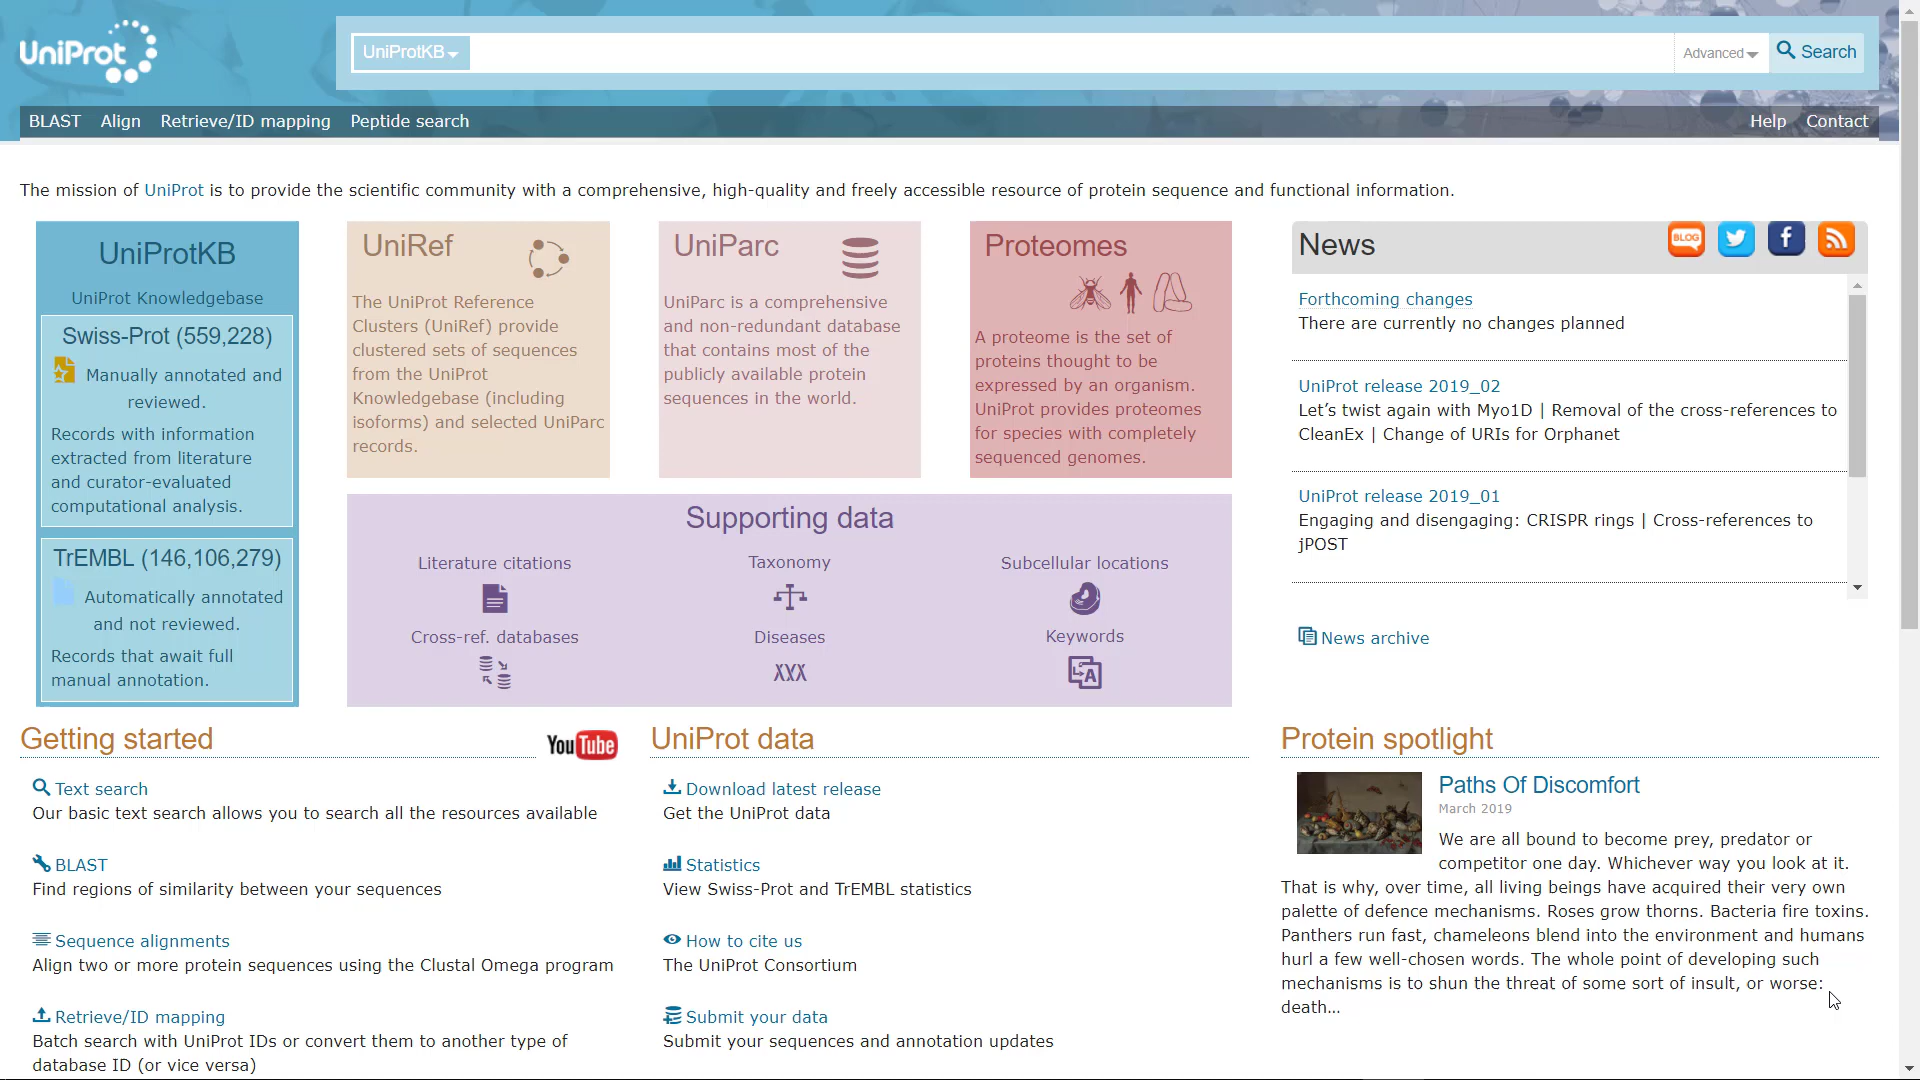 UniProt
UniProtKB
Advanced
Search
BLAST Align Retrieve/ID mapping Peptide search
Help Contact
The mission of UniProt is to provide the scientific community with a comprehensive, high-quality and freely accessible resource of protein sequence and functional information.
UniProtKB
UniProt Knowledgebase
Swiss-Prot (559,228)
Manually annotated and
reviewed.
Records with information
extracted from literature
and curator-evaluated
computational analysis.
TrEMBL (146,106,279)
Automatically annotated
and not reviewed.
Records that await full
manual annotation.
UniRef
The UniProt Reference
Clusters (UniRef) provide
clustered sets of sequences
from the UniProt
Knowledgebase (including
isoforms) and selected UniParc
records.
UniParc
UniParc is a comprehensive
and non-redundant database
that contains most of the
publicly available protein
sequences in the world.
Proteomes
A proteome is the set of
proteins thought to be
expressed by an organism.
UniProt provides proteomes
for species with completely
sequenced genomes.
Supporting data
Literature citations
Taxonomy
Subcellular locations
Cross-ref. databases
Diseases
Keywords
XXX
A
News
BLOG
f
Forthcoming changes
There are currently no changes planned
UniProt release 2019_02
Let’s twist again with Myo1D | Removal of the cross-references to
CleanEx | Change of URIs for Orphanet
UniProt release 2019_01
Engaging and disengaging: CRISPR rings | Cross-references to
jPOST
News archive
Getting started
YouTube
Text search
Our basic text search allows you to search all the resources available
BLAST
Find regions of similarity between your sequences
Sequence alignments
Align two or more protein sequences using the Clustal Omega program
Retrieve/ID mapping
Batch search with UniProt IDs or convert them to another type of
database ID (or vice versa)
UniProt data
Download latest release
Get the UniProt data
Statistics
View Swiss-Prot and TrEMBL statistics
How to cite us
The UniProt Consortium
Submit your data
Submit your sequences and annotation updates
Protein spotlight
Paths Of Discomfort
March 2019
We are all bound to become prey, predator or
competitor one day. Whichever way you look at it.
That is why, over time, all living beings have acquired their very own
palette of defence mechanisms. Roses grow thorns. Bacteria fire toxins.
Panthers run fast, chameleons blend into the environment and humans
hurl a few well-chosen words. The whole point of developing such
mechanisms is to shun the threat of some sort of insult, or worse:
death...